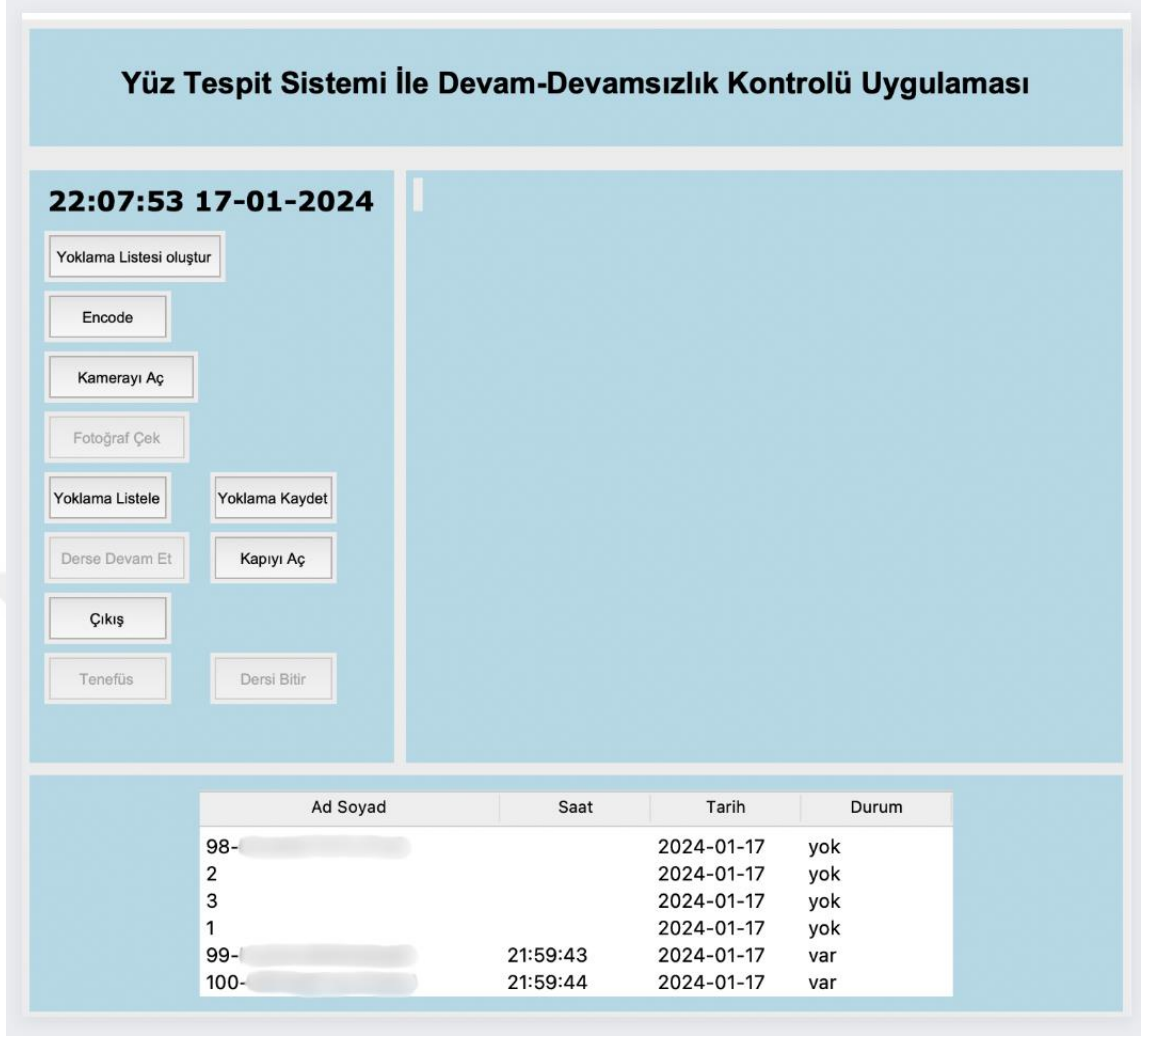 Yüz Tespit Sistemi İle Devam-Devamsızlık Kontrolü Uygulaması
22:07:53 17-01-2024
Yoklama Listesi oluştur
Encode
Kamerayı Aç
Fotoğraf Çek
Yoklama Listele Yoklama Kaydet
Derse Devam Et Kapıyı Aç
Çıkış
Tenefüs Dersi Bitir
Ad Soyad Saat Tarih Durum
98- 2024-01-17 yok
2 2024-01-17 yok
3 2024-01-17 yok
1 2024-01-17 yok
99- 21:59:43 2024-01-17 var
100- 21:59:44 2024-01-17 var